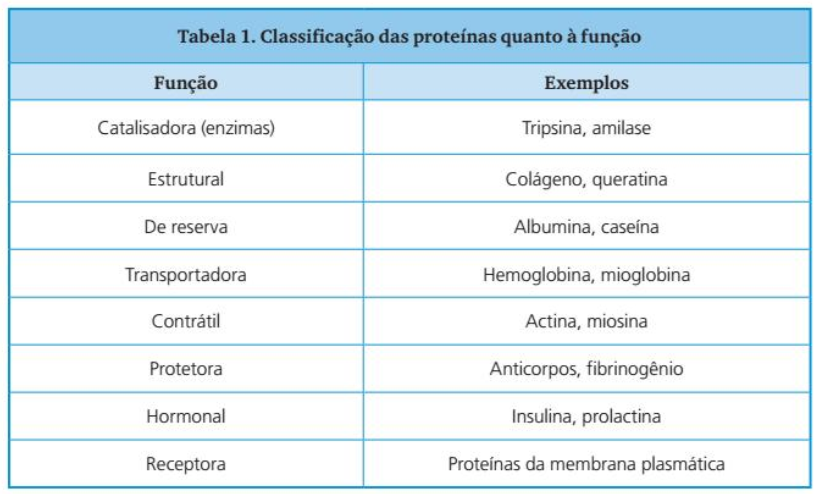 Tabela 1. Classificação das proteínas quanto à função
Função Exemplos
Catalisadora (enzimas) Tripsina, amilase
Estrutural Colágeno, queratina
De reserva Albumina, caseína
Transportadora Hemoglobina, mioglobina
Contrátil Actina, miosina
Protetora Anticorpos, fibrinogênio
Hormonal Insulina, prolactina
Receptora Proteínas da membrana plasmática